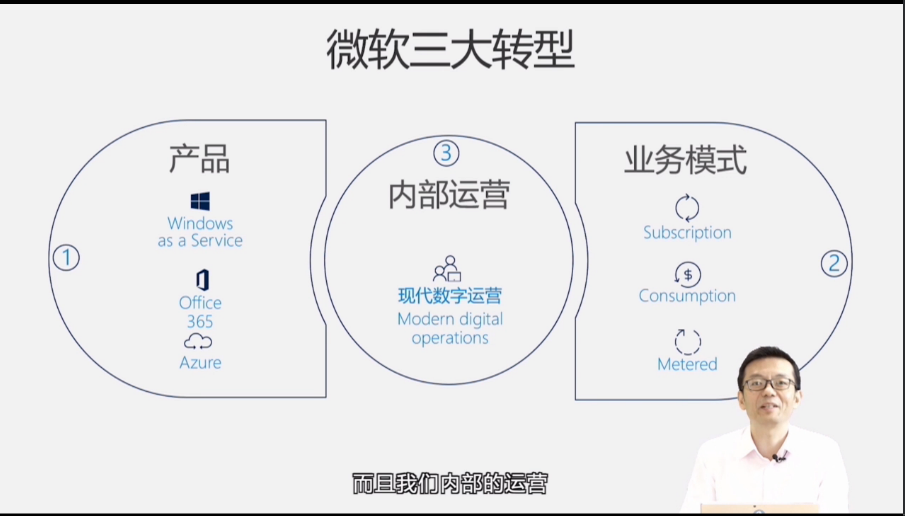 微软三大转型
产品
Windows
as a Service
Office
365
Azure
1
3
内部运营
现代数字运营
Modern digital
operations
业务模式
Subscription
$
Consumption
Metered
2
而且我们内部的运营